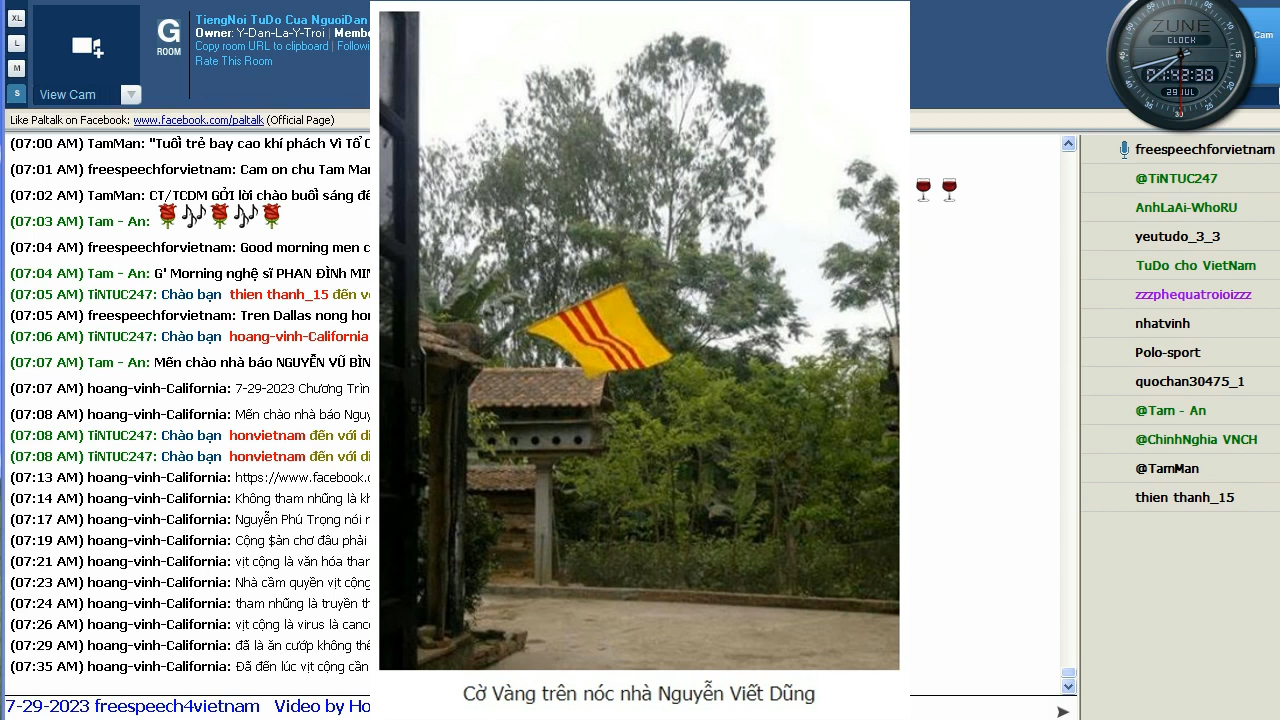 XL
L
M
S
View Cam
G
ROOM
TiengNoi TuDo Cua NguoiDan
Owner: Y-Dan-La-Y-Troi | Membe
Copy room URL to clipboard | Followi
Rate This Room
ZUNE
CLOCK
:42:30
29 JUL
Cam
Like Paltalk on Facebook: www.facebook.com/paltalk (Official Page)
(07:00 AM) TamMan: "Tuổi trẻ bay cao khí phách Vì Tổ
(07:01 AM) freespeechforvietnam: Cam on chu Tam Ma
(07:02 AM) TamMan: CT/TCDM 001 lời chào buổi sáng
(07:03 AM) Tam - An:
(07:04 AM) freespeechforvietnam: Good morning men c
(07:04 AM) Tam - An: G' Morning nghệ sĩ PHAN ĐÌNh MI
(07:05 AM) TiNTUC247: Chào bạn thien thanh_15 đến
(07:05 AM) freespeechforvietnam: Tren Dallas nong ho
(07:06 AM) TiNTUC247: Chào bạn hoang-vinh-California
(07:07 AM) Tam - An: Mến chào nhà báo NGUYỄN VŨ BÌN
(07:07 AM) hoang-vinh-California: 7-29-2023 Chương Trìn
(07:08 AM) hoang-vinh-California: Mến chào nhà báo Nguy
(07:08 AM) TiNTUC247: Chào bạn honvietnam đến với di
(07:08 AM) TiNTUC247: Chào bạn honvietnam đến với di
(07:13 AM) hoang-vinh-California: https://www.facebook.
(07:14 AM) hoang-vinh-California: Không tham nhũng là kh
(07:17 AM) hoang-vinh-California: Nguyễn Phú Trọng nói
(07:19 AM) hoang-vinh-California: Cộng $ản chơ đâu phải
(07:21 AM) hoang-vinh-California: vịt cộng là văn hóa tha
(07:23 AM) hoang-vinh-California: Nhà cầm quyền vịt cộng
(07:24 AM) hoang-vinh-California: tham nhũng là truyền th
(07:26 AM) hoang-vinh-California: vịt cộng là virus là canc
(07:29 AM) hoang-vinh-California: đã là ăn cướp không th
(07:35 AM) hoang-vinh-California: Đã đến lúc vịt cộng cần
Cờ Vàng trên nóc nhà Nguyễn Viết Dũng
freespeechforvietnam
@TiNTUC247
AnhLaAi-WhoRU
yeutudo_3_3
TuDo cho VietNam
zzzphequatroioizzz
nhatvinh
Polo-sport
quochan30475_1
@Tam - An
@ChinhNghia VNCH
@TamMan
thien thanh_15
7-29-2023 freespeech4vietnam Video by Ho